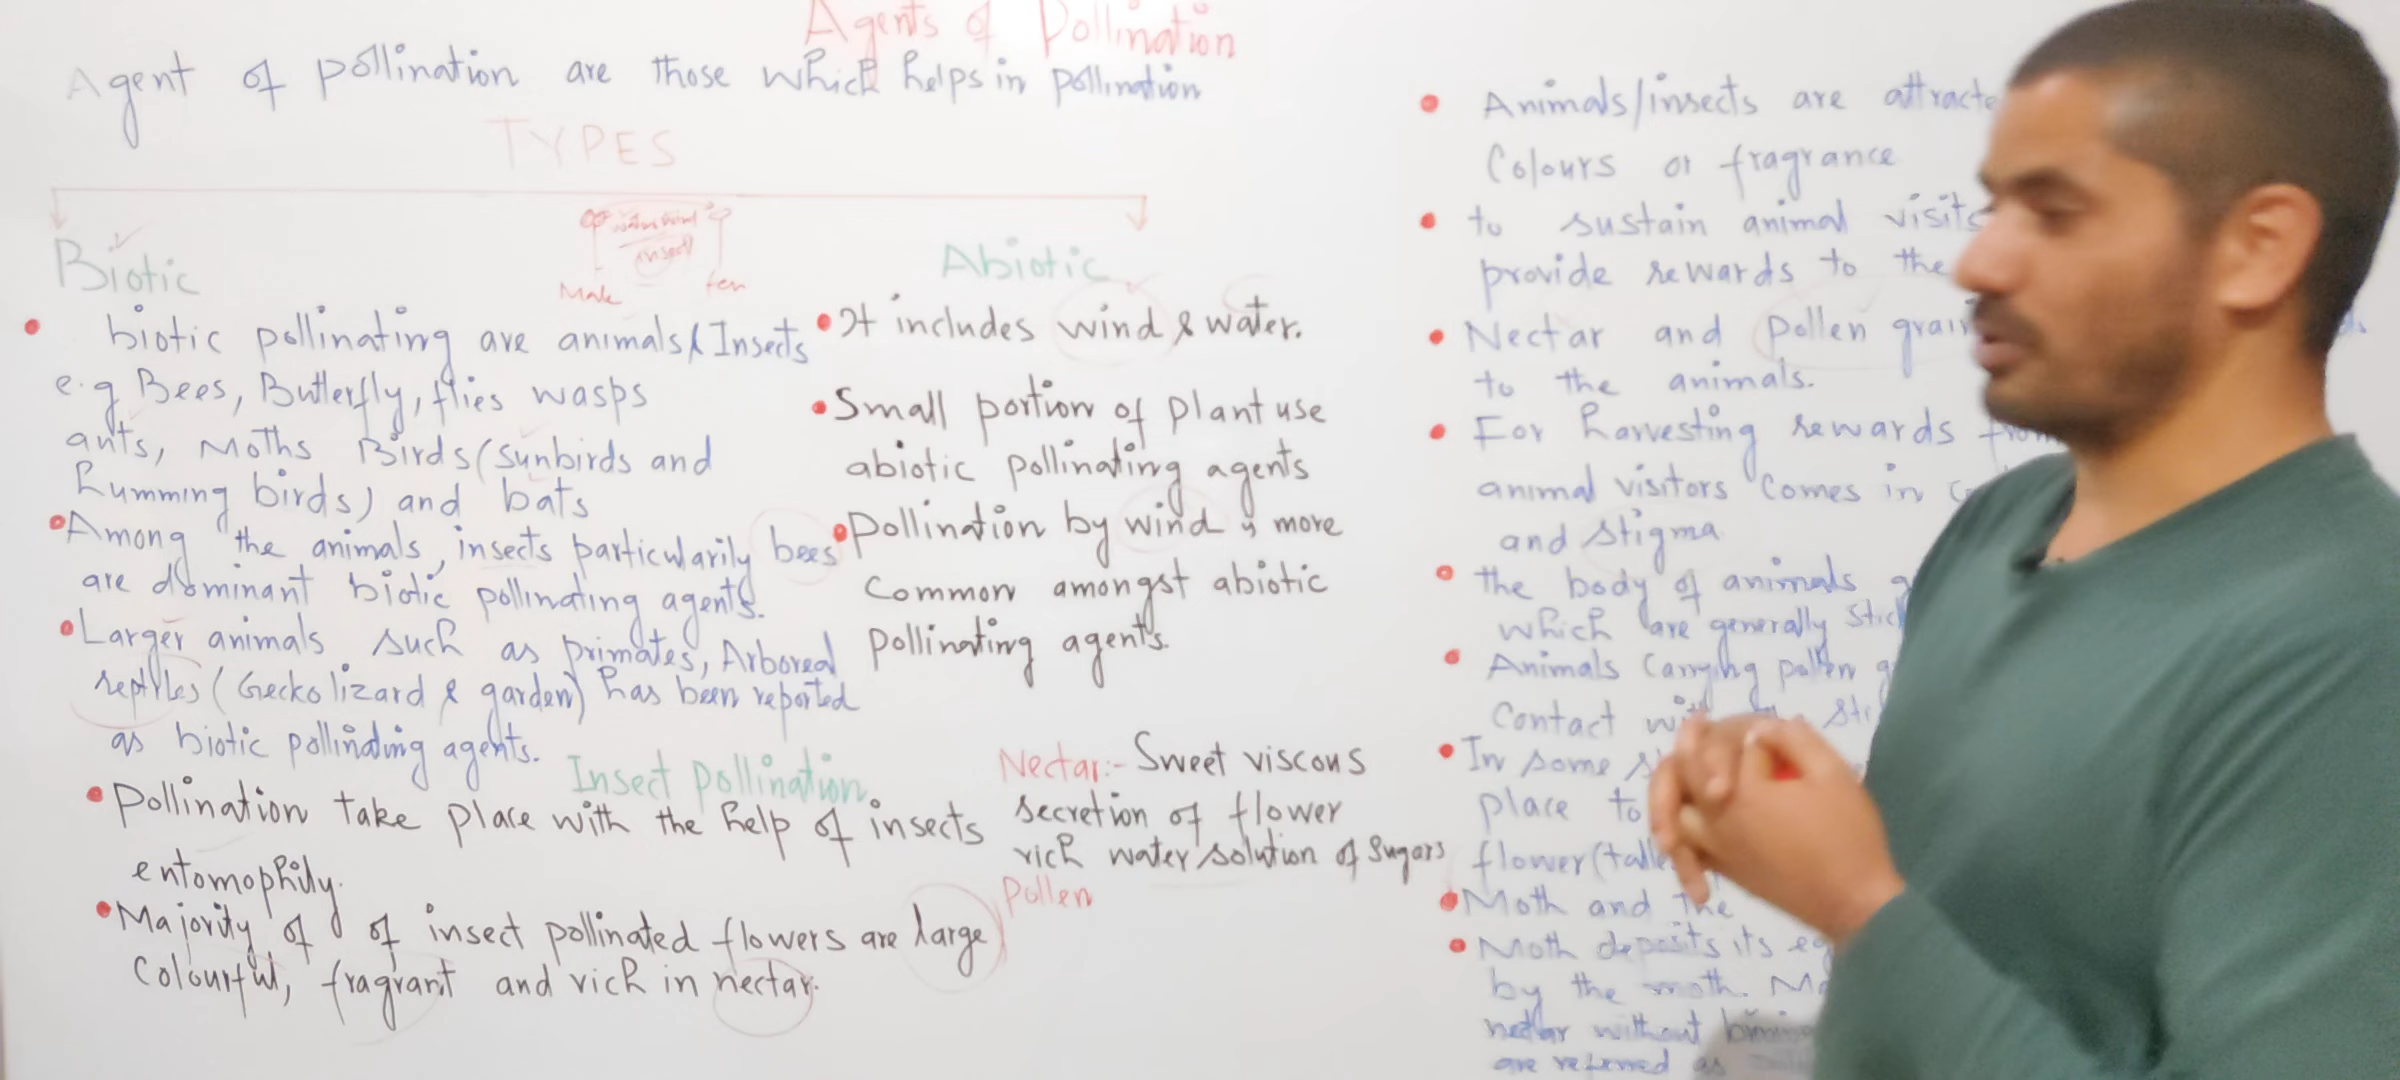 Agents of Pollination
Agent of pollination are those which helps in pollination
TYPES
Male
fem
insect
Biotic
• biotic pollinating are animals & Insects
e.g Bees, Butterfly, flies wasps
ants, Moths Birds (Sunbirds and
humming birds) and bats
• Among the animals, insects particularily bees
are dominant biotic pollinating agents.
• Larger animals such as primates, Arboreal
reptiles (Gecko lizard & garden) has been reported
as biotic pollinating agents.
Abiotic
• It includes wind & water.
• Small portion of plant use
abiotic pollinating agents
• Pollination by wind is more
Common amongst abiotic
pollinating agents.
Insect pollination
• Pollination take place with the help of insects
entomophily.
• Majority of of insect pollinated flowers are large
Colourful, fragrant and rich in nectar.
Nectar:- Sweet viscous
secretion of flower
rich water solution of Sugars
Pollen
• Animals/insects are
Colours or fragrance
• to sustain animal visits
provide rewards to the
• Nectar and pollen
to the animals.
• For harvesting rewards from
animal visitors comes in
and stigma
• the body of animals
which are generally
• Animals carrying pollen
Contact with
• In some
place to
flower
• Moth and the
• Moth deposits its
by the moth.
nectar without
are referred as